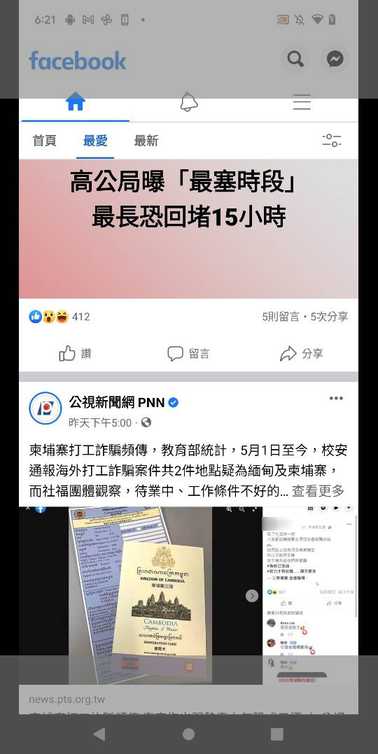 6:21
facebook
首頁 最愛 最新
高公局曝「最塞時段」
最長恐回堵15小時
412 5則留言・5次分享
讚 留言 分享
公視新聞網 PNN
昨天下午5:00
柬埔寨打工詐騙頻傳，教育部統計，5月1日至今，校安
通報海外打工詐騙案件共2件地點疑為緬甸及柬埔寨，
而社福團體觀察，待業中、工作條件不好的... 查看更多
KINGDOM OF CAMBODIA
CAMBODIA
news.pts.org.tw